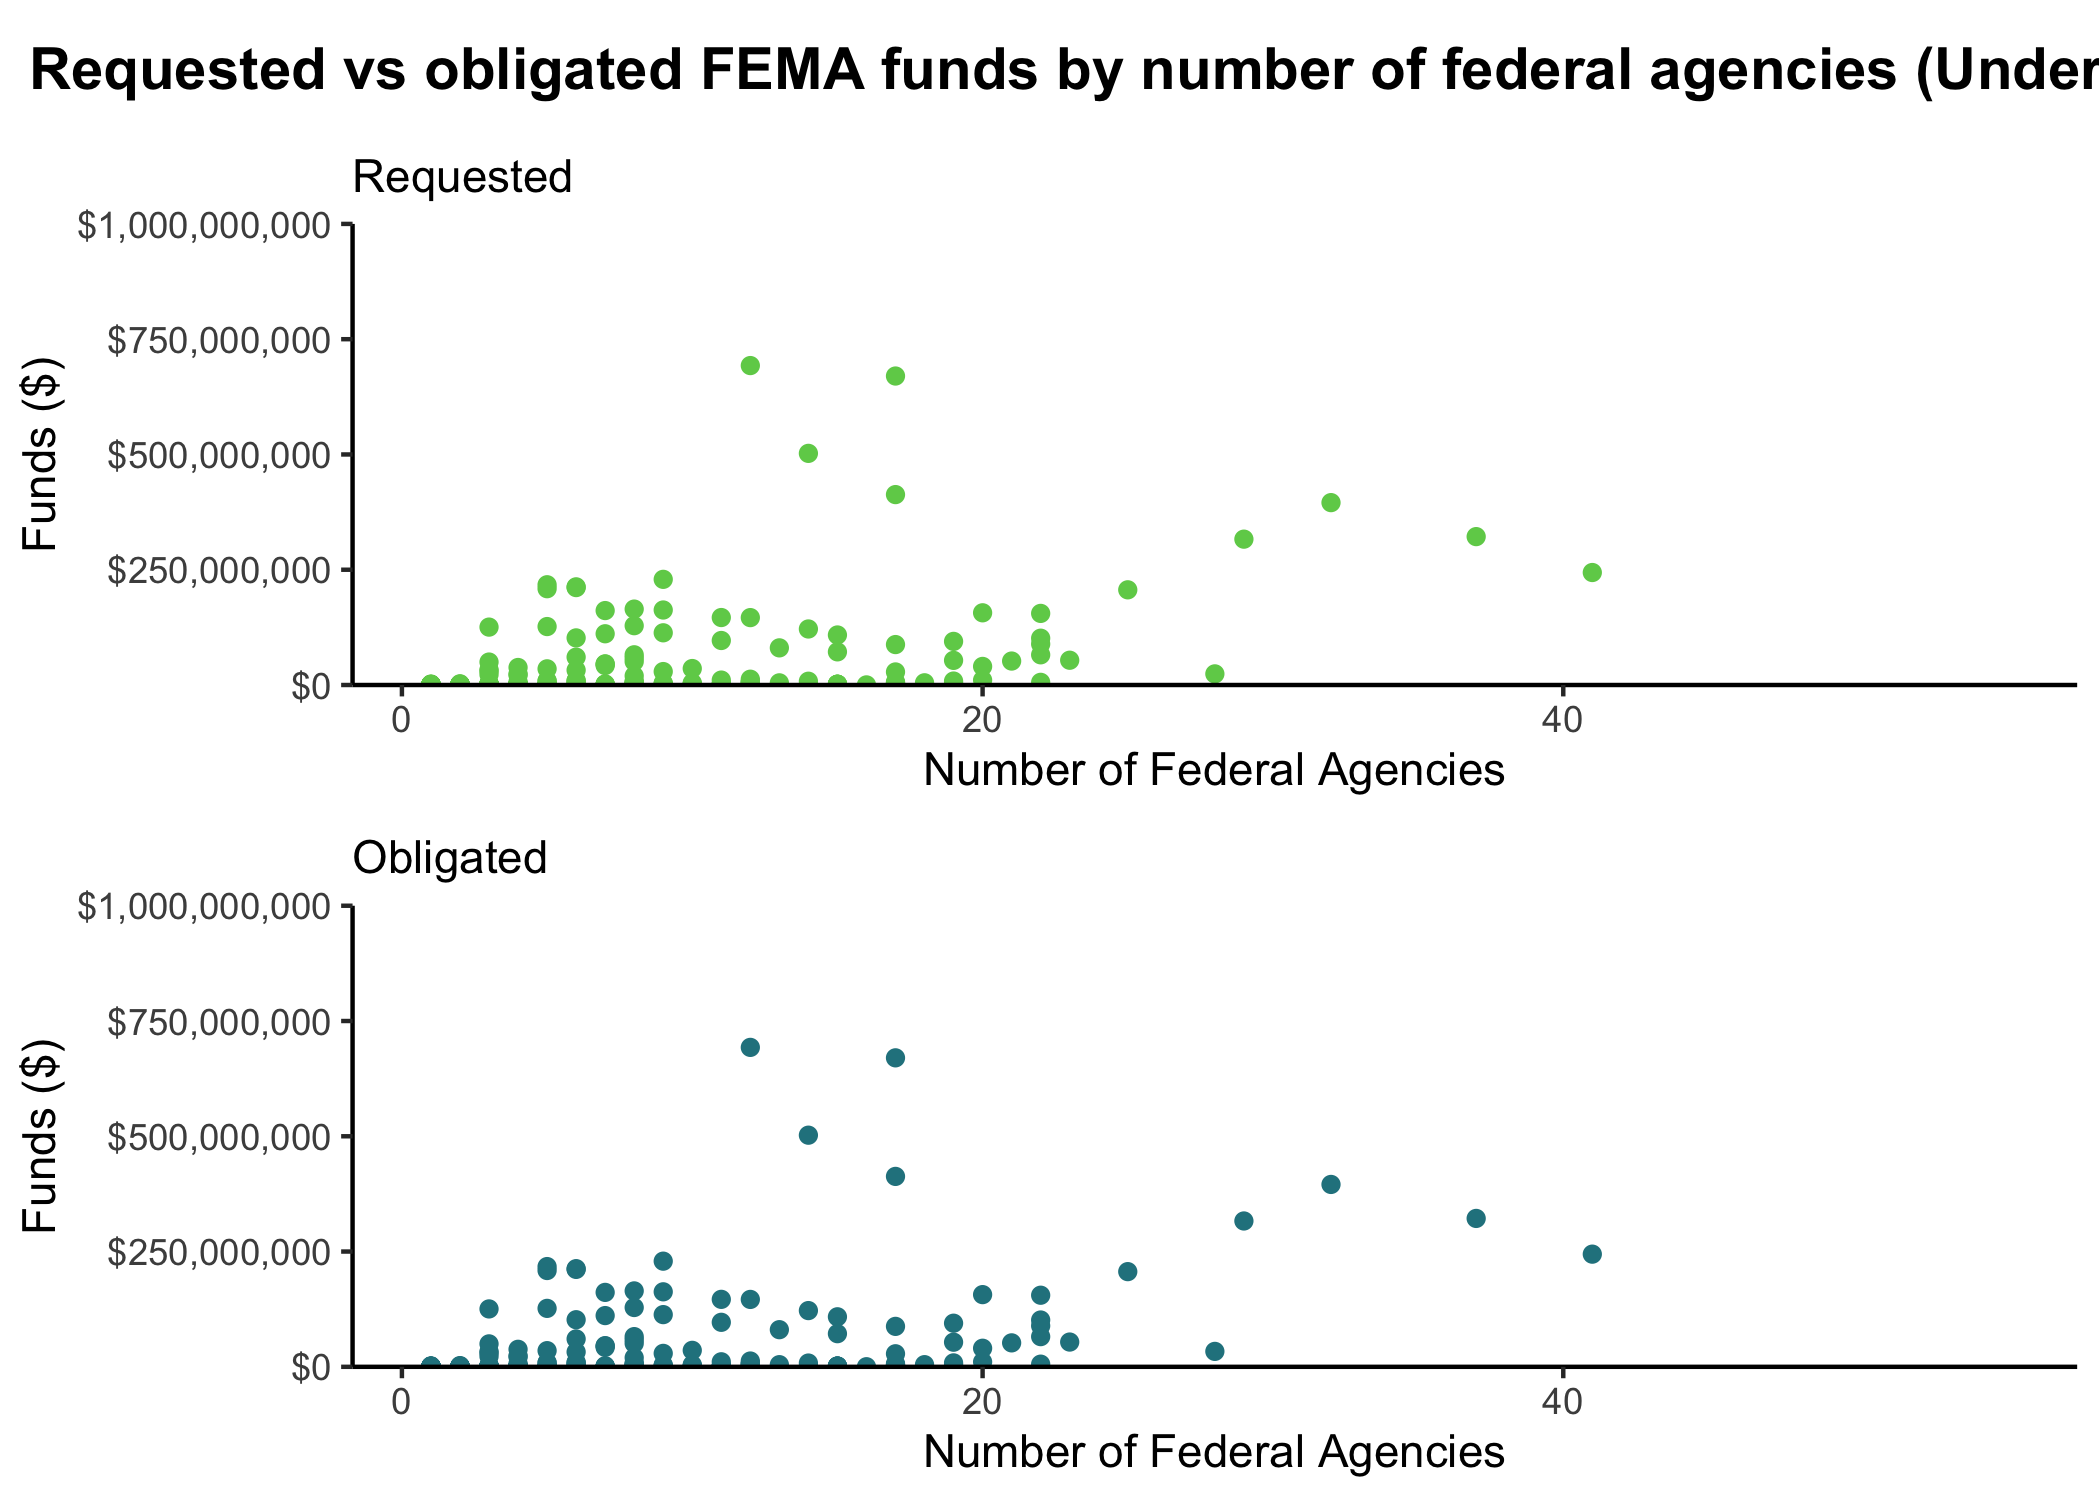 Requested vs obligated FEMA funds by number of federal agencies (Under
Requested
$1,000,000,000
$750,000,000
$500,000,000
$250,000,000
$0
Funds ($)
0 20 40
Number of Federal Agencies
Obligated
$1,000,000,000
$750,000,000
$500,000,000
$250,000,000
$0
Funds ($)
0 20 40
Number of Federal Agencies